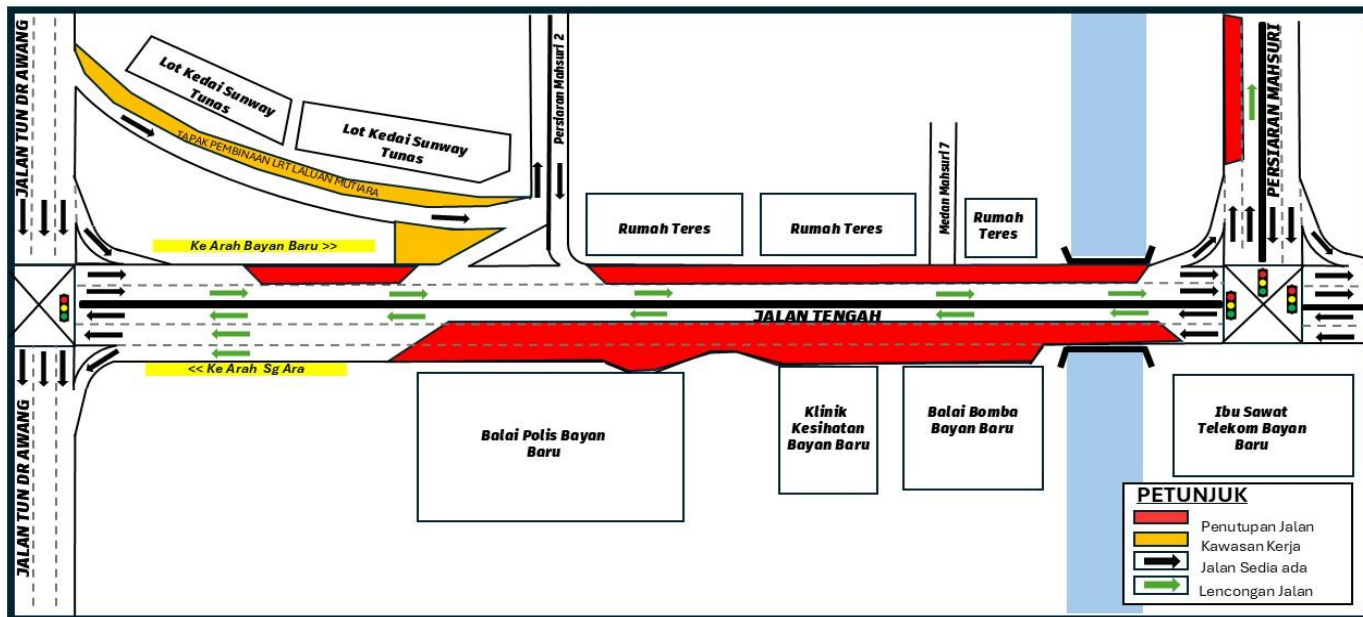 JALAN TUN DR AWANG
Lot Kedai Sunway
Tunas
Lot Kedai Sunway
Tunas
TAPAK PEMBINAAN LRT LALUAN MUTIARA
Persiaran Mahsuri 2
PERSIARAN MAHSURI
Medan Mahsuri 7
Rumah Teres
Rumah Teres
Rumah
Teres
Ke Arah Bayan Baru >>
JALAN TENGAH
<< Ke Arah Sg Ara
JALAN TUN DR AWANG
Balai Polis Bayan
Baru
Klinik
Kesihatan
Bayan Baru
Balai Bomba
Bayan Baru
Ibu Sawat
Telekom Bayan
Baru
PETUNJUK
Penutupan Jalan
Kawasan Kerja
Jalan Sedia ada
Lencongan Jalan